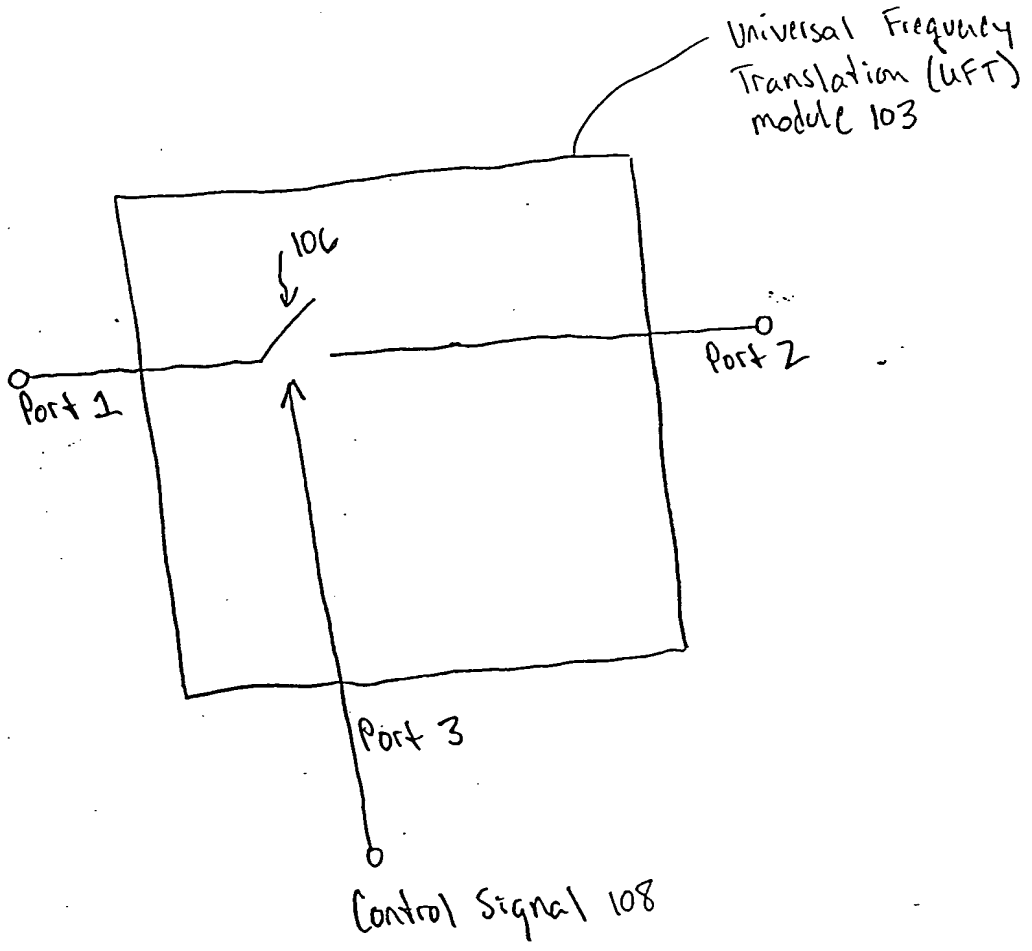 Universal Frequency
Translation (UFT)
module 103
106
Port 1
Port 2
Port 3
Control Signal 108